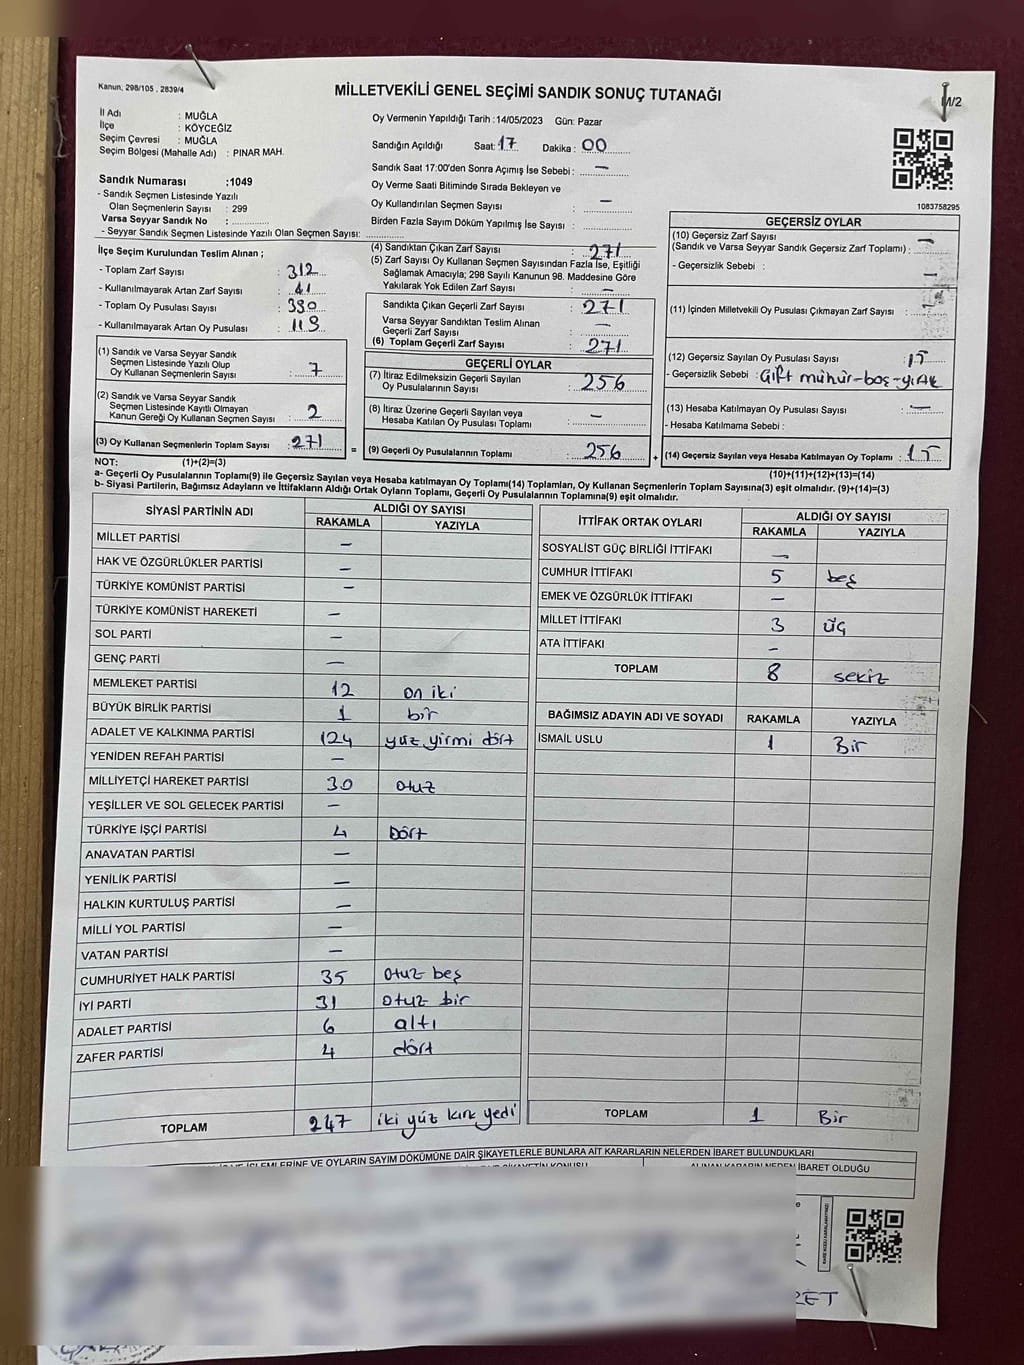 Kanun, 298/105 , 2839/4
MİLLETVEKİLİ GENEL SEÇİMİ SANDIK SONUÇ TUTANAĞI
M/2
İl Adı : MUĞLA
İlçe : KÖYCEĞİZ
Seçim Çevresi : MUĞLA
Seçim Bölgesi (Mahalle Adı) : PINAR MAH.
Sandık Numarası :1049
- Sandık Seçmen Listesinde Yazılı
Olan Seçmenlerin Sayısı : 299
Varsa Seyyar Sandık No :
- Seyyar Sandık Seçmen Listesinde Yazılı Olan Seçmen Sayısı:
Oy Vermenin Yapıldığı Tarih :14/05/2023 Gün: Pazar
Sandığın Açıldığı Saat: 17 Dakika : 00
Sandık Saat 17:00'den Sonra Açımış İse Sebebi : —
Oy Verme Saati Bitiminde Sırada Bekleyen ve
Oy Kullandırılan Seçmen Sayısı : —
Birden Fazla Sayım Döküm Yapılmış İse Sayısı :
1083758295
İlçe Seçim Kurulundan Teslim Alınan ;
- Toplam Zarf Sayısı : 312
- Kullanılmayarak Artan Zarf Sayısı : 41
- Toplam Oy Pusulası Sayısı : 390
- Kullanılmayarak Artan Oy Pusulası : 119
(1) Sandık ve Varsa Seyyar Sandık
Seçmen Listesinde Yazılı Olup
Oy Kullanan Seçmenlerin Sayısı : 7
(2) Sandık ve Varsa Seyyar Sandık
Seçmen Listesinde Kayıtlı Olmayan
Kanun Gereği Oy Kullanan Seçmen Sayısı : 2
(3) Oy Kullanan Seçmenlerin Toplam Sayısı : 271
(4) Sandıktan Çıkan Zarf Sayısı : 271
(5) Zarf Sayısı Oy Kullanan Seçmen Sayısından Fazla İse, Eşitliği
Sağlamak Amacıyla; 298 Sayılı Kanunun 98. Maddesine Göre
Yakılarak Yok Edilen Zarf Sayısı : —
Sandıkta Çıkan Geçerli Zarf Sayısı : 271
Varsa Seyyar Sandıktan Teslim Alınan
Geçerli Zarf Sayısı : —
(6) Toplam Geçerli Zarf Sayısı : 271
GEÇERLİ OYLAR
(7) İtiraz Edilmeksizin Geçerli Sayılan
Oy Pusulalarının Sayısı : 256
(8) İtiraz Üzerine Geçerli Sayılan veya
Hesaba Katılan Oy Pusulası Toplamı : —
= (9) Geçerli Oy Pusulalarının Toplamı : 256
GEÇERSİZ OYLAR
(10) Geçersiz Zarf Sayısı
(Sandık ve Varsa Seyyar Sandık Geçersiz Zarf Toplamı) : —
- Geçersizlik Sebebi : —
(11) İçinden Milletvekili Oy Pusulası Çıkmayan Zarf Sayısı :
(12) Geçersiz Sayılan Oy Pusulası Sayısı : 15
- Geçersizlik Sebebi : Çift mühür-boş-yırtık
(13) Hesaba Katılmayan Oy Pusulası Sayısı : —
- Hesaba Katılmama Sebebi :
+ (14) Geçersiz Sayılan veya Hesaba Katılmayan Oy Toplamı : 15
NOT: (1)+(2)=(3) (10)+(11)+(12)+(13)=(14)
a- Geçerli Oy Pusulalarının Toplamı(9) ile Geçersiz Sayılan veya Hesaba katılmayan Oy Toplamı(14) Toplamları, Oy Kullanan Seçmenlerin Toplam Sayısına(3) eşit olmalıdır. (9)+(14)=(3)
b- Siyasi Partilerin, Bağımsız Adayların ve İttifakların Aldığı Ortak Oyların Toplamı, Geçerli Oy Pusulalarının Toplamına(9) eşit olmalıdır.
SİYASİ PARTİNİN ADI ALDIĞI OY SAYISI
RAKAMLA YAZIYLA
MİLLET PARTİSİ —
HAK VE ÖZGÜRLÜKLER PARTİSİ —
TÜRKİYE KOMÜNİST PARTİSİ —
TÜRKİYE KOMÜNİST HAREKETİ —
SOL PARTİ —
GENÇ PARTİ —
MEMLEKET PARTİSİ 12 on iki
BÜYÜK BİRLİK PARTİSİ 1 bir
ADALET VE KALKINMA PARTİSİ 124 yüz yirmi dört
YENİDEN REFAH PARTİSİ —
MİLLİYETÇİ HAREKET PARTİSİ 30 otuz
YEŞİLLER VE SOL GELECEK PARTİSİ —
TÜRKİYE İŞÇİ PARTİSİ 4 Dört
ANAVATAN PARTİSİ —
YENİLİK PARTİSİ —
HALKIN KURTULUŞ PARTİSİ —
MİLLİ YOL PARTİSİ —
VATAN PARTİSİ —
CUMHURİYET HALK PARTİSİ 35 otuz beş
İYİ PARTİ 31 otuz bir
ADALET PARTİSİ 6 altı
ZAFER PARTİSİ 4 dört
TOPLAM 247 iki yüz kırk yedi
İTTİFAK ORTAK OYLARI ALDIĞI OY SAYISI
RAKAMLA YAZIYLA
SOSYALİST GÜÇ BİRLİĞİ İTTİFAKI —
CUMHUR İTTİFAKI 5 beş
EMEK VE ÖZGÜRLÜK İTTİFAKI —
MİLLET İTTİFAKI 3 üç
ATA İTTİFAKI —
TOPLAM 8 sekiz
BAĞIMSIZ ADAYIN ADI VE SOYADI RAKAMLA YAZIYLA
İSMAİL USLU 1 Bir
TOPLAM 1 Bir
İŞLEMLERİNE VE OYLARIN SAYIM DÖKÜMÜNE DAİR ŞİKAYETLERLE BUNLARA AİT KARARLARIN NELERDEN İBARET BULUNDUKLARI
ALINAN KARARIN NEDEN İBARET OLDUĞU